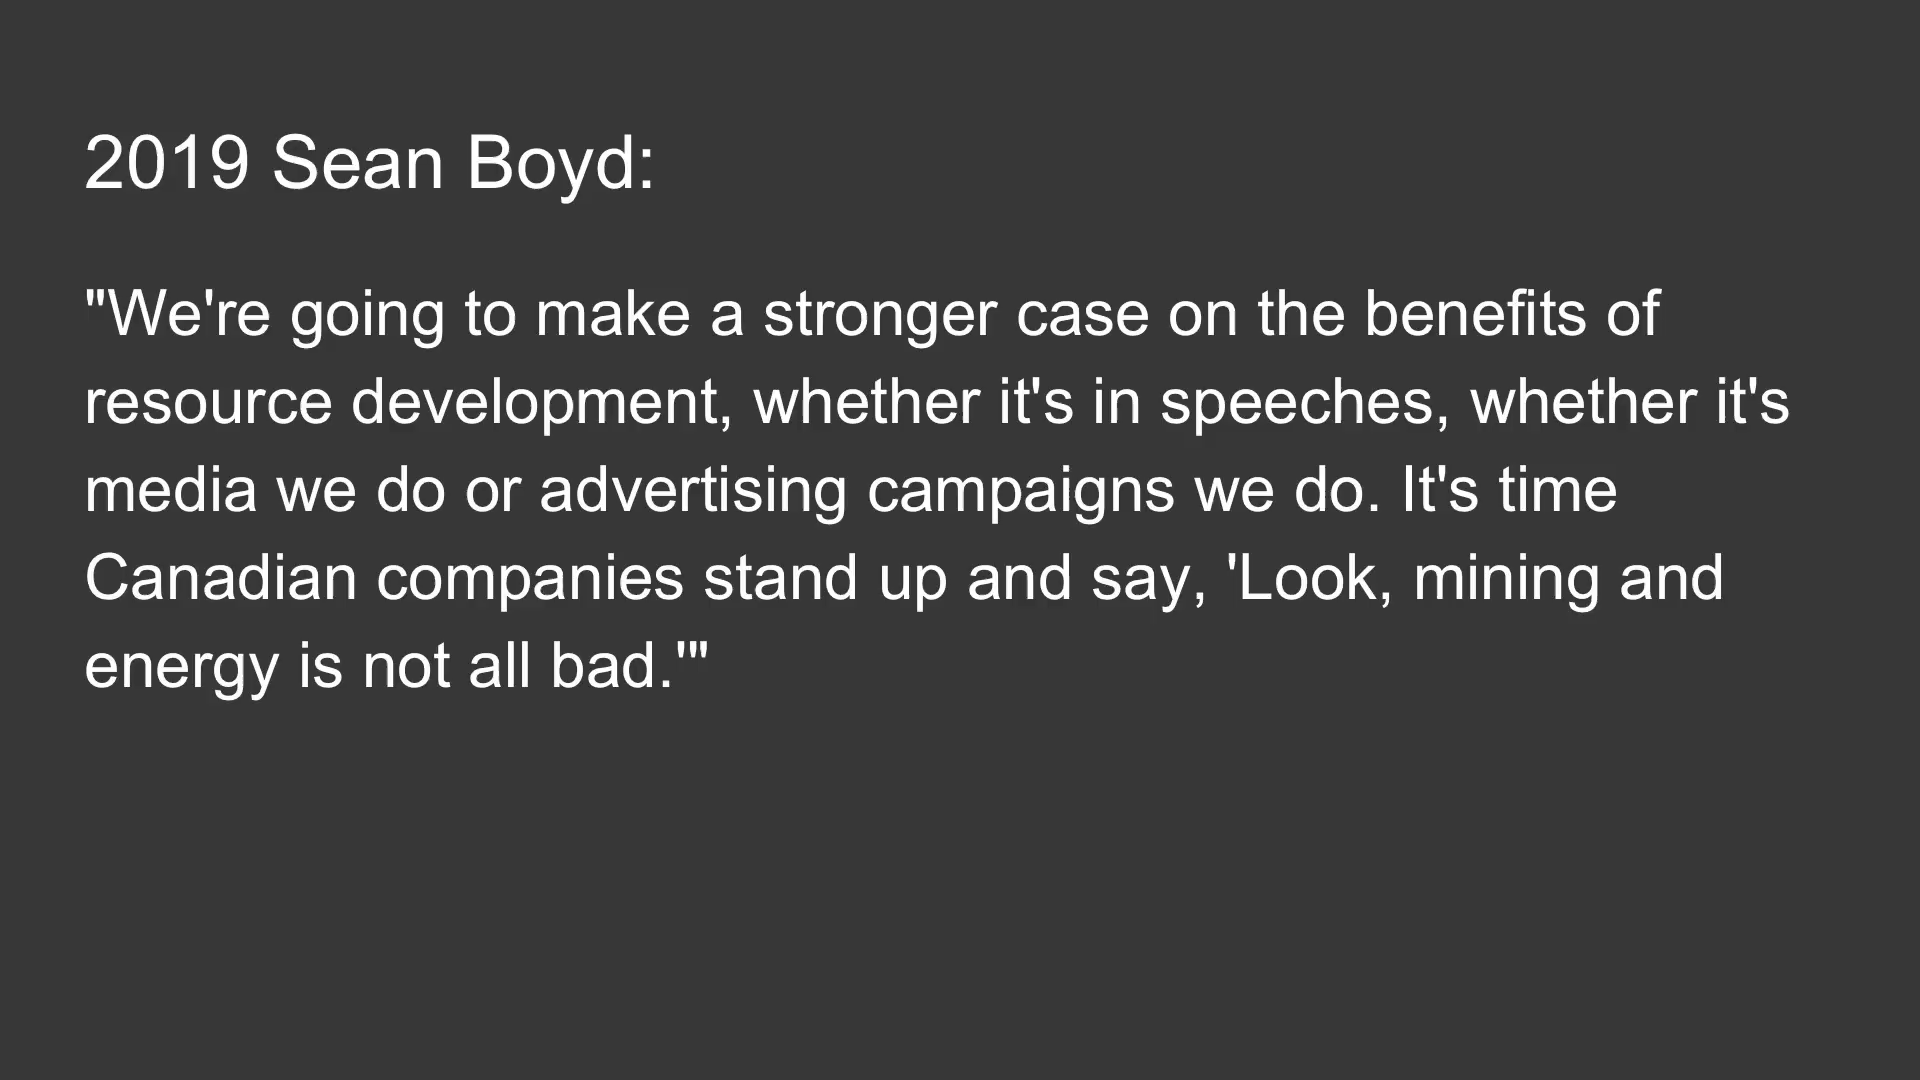 2019 Sean Boyd:
"We're going to make a stronger case on the benefits of
resource development, whether it's in speeches, whether it's
media we do or advertising campaigns we do. It's time
Canadian companies stand up and say, 'Look, mining and
energy is not all bad.'"